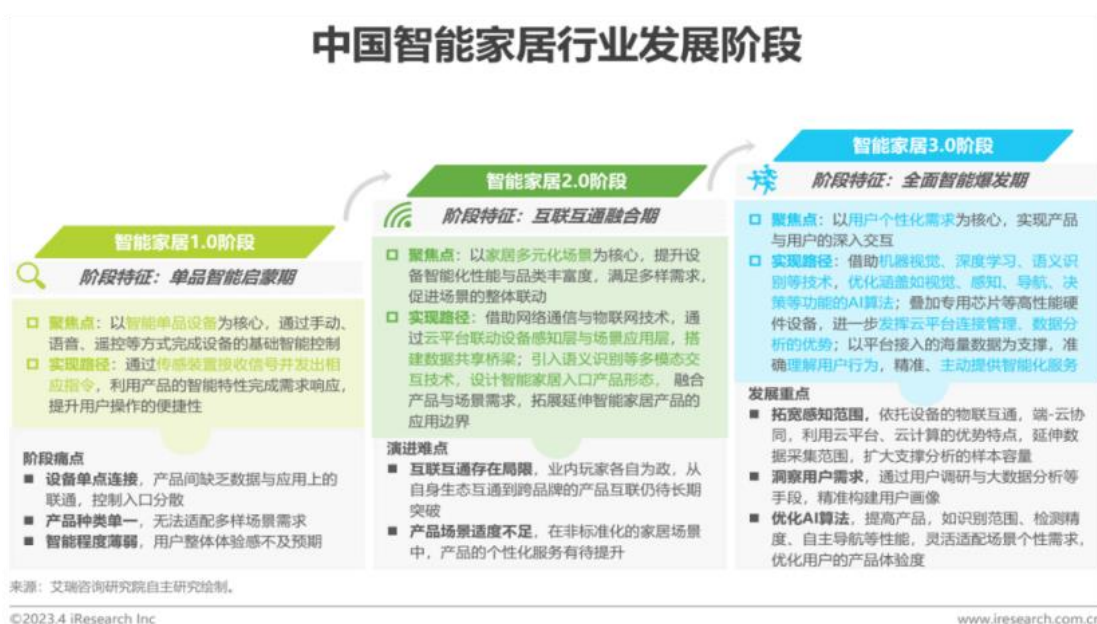 中国智能家居行业发展阶段
智能家居1.0阶段
阶段特征：单品智能启蒙期
聚焦点：以智能单品设备为核心，通过手动、
语音、遥控等方式完成设备的基础智能控制
实现路径：通过传感装置接收信号并发出相
应指令，利用产品的智能特性完成需求响应，
提升用户操作的便捷性
阶段痛点
设备单点连接，产品间缺乏数据与应用上的
联通，控制入口分散
产品种类单一，无法适配多样场景需求
智能程度薄弱，用户整体体验感不及预期
智能家居2.0阶段
阶段特征：互联互通融合期
聚焦点：以家居多元化场景为核心，提升设
备智能化性能与品类丰富度，满足多样需求，
促进场景的整体联动
实现路径：借助网络通信与物联网技术，通
过云平台联动设备感知层与场景应用层，搭
建数据共享桥梁；引入语义识别等多模态交
互技术，设计智能家居入口产品形态，融合
产品与场景需求，拓展延伸智能家居产品的
应用边界
演进难点
互联互通存在局限，业内玩家各自为政，从
自身生态互通到跨品牌的产品互联仍待长期
突破
产品场景适度不足，在非标准化的家居场景
中，产品的个性化服务有待提升
智能家居3.0阶段
阶段特征：全面智能爆发期
聚焦点：以用户个性化需求为核心，实现产品
与用户的深入交互
实现路径：借助机器视觉、深度学习、语义识
别等技术，优化涵盖如视觉、感知、导航、决
策等功能的AI算法；叠加专用芯片等高性能硬
件设备，进一步发挥云平台连接管理、数据分
析的优势；以平台接入的海量数据为支撑，准
确理解用户行为，精准、主动提供智能化服务
发展重点
拓宽感知范围，依托设备的物联互通，端-云协
同，利用云平台、云计算的优势特点，延伸数
据采集范围，扩大支撑分析的样本容量
洞察用户需求，通过用户调研与大数据分析等
手段，精准构建用户画像
优化AI算法，提高产品，如识别范围、检测精
度、自主导航等性能，灵活适配场景个性需求，
优化用户的产品体验度
来源：艾瑞咨询研究院自主研究绘制。
©2023.4 iResearch Inc
www.iresearch.com.cn